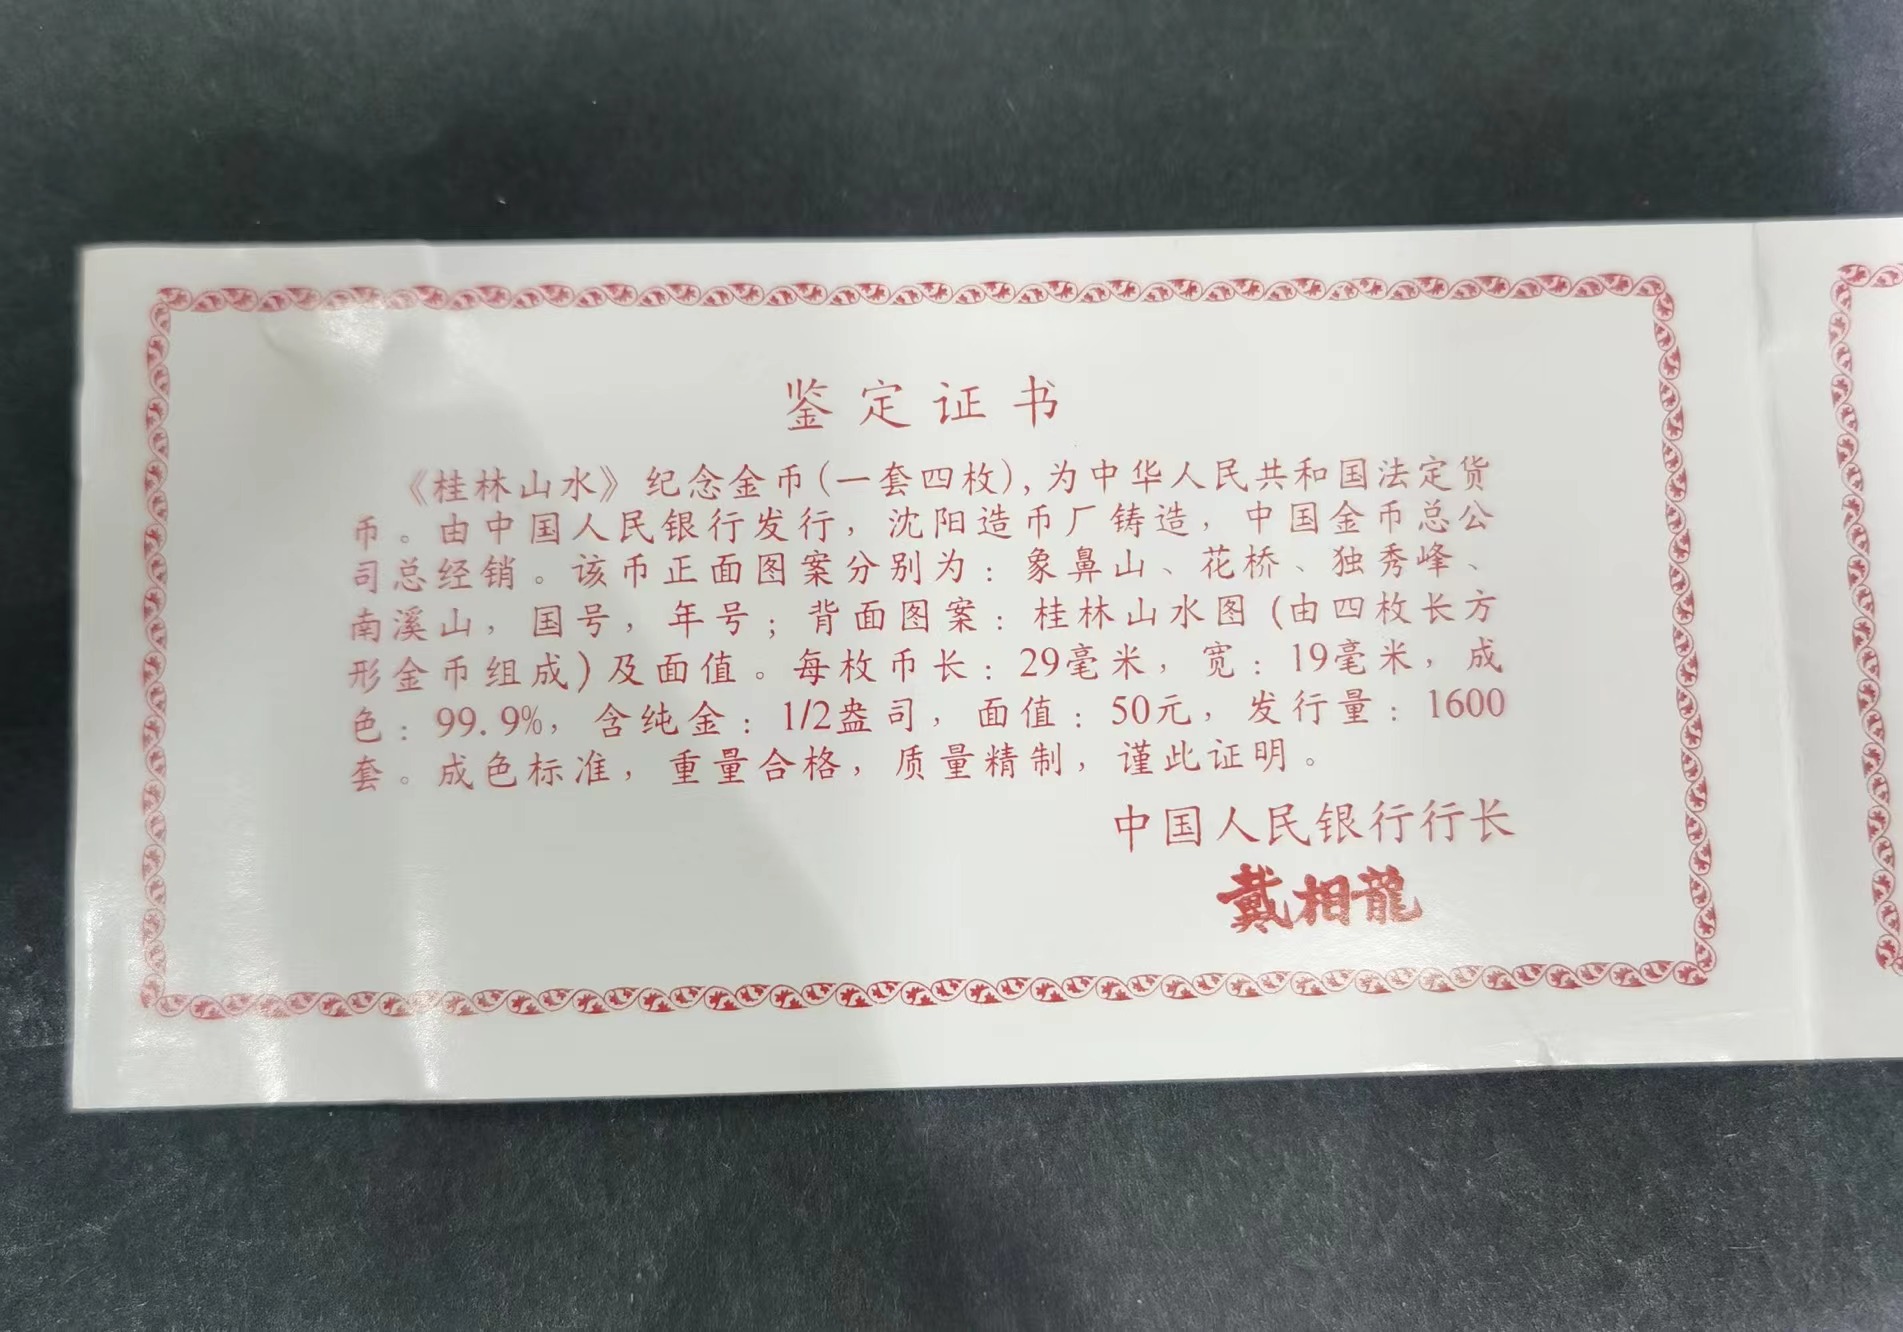 鉴定证书
《桂林山水》纪念金币(一套四枚),为中华人民共和国法定货
币。由中国人民银行发行，沈阳造币厂铸造，中国金币总公
司总经销。该币正面图案分别为：象鼻山、花桥、独秀峰、
南溪山，国号，年号；背面图案：桂林山水图(由四枚长方
形金币组成)及面值。每枚币长：29毫米，宽：19毫米，成
色：99.9%，含纯金：1/2盎司，面值：50元，发行量：1600
套。成色标准，重量合格，质量精制，谨此证明。
中国人民银行行长
戴相龍